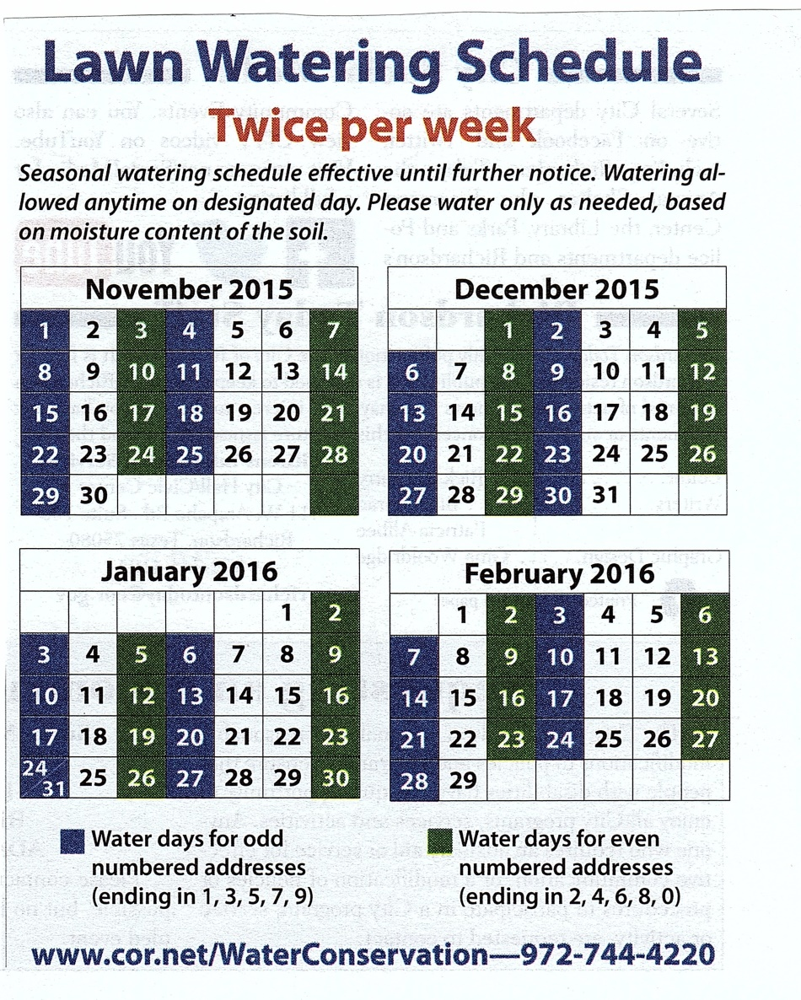 Lawn Watering Schedule
Twice per week
Seasonal watering schedule effective until further notice. Watering al-
lowed anytime on designated day. Please water only as needed, based
on moisture content of the soil.
November 2015
1 2 3 4 5 6 7
8 9 10 11 12 13 14
15 16 17 18 19 20 21
22 23 24 25 26 27 28
29 30
December 2015
1 2 3 4 5
6 7 8 9 10 11 12
13 14 15 16 17 18 19
20 21 22 23 24 25 26
27 28 29 30 31
January 2016
1 2
3 4 5 6 7 8 9
10 11 12 13 14 15 16
17 18 19 20 21 22 23
24/31 25 26 27 28 29 30
February 2016
1 2 3 4 5 6
7 8 9 10 11 12 13
14 15 16 17 18 19 20
21 22 23 24 25 26 27
28 29
Water days for odd
numbered addresses
(ending in 1, 3, 5, 7, 9)
Water days for even
numbered addresses
(ending in 2, 4, 6, 8, 0)
www.cor.net/WaterConservation—972-744-4220